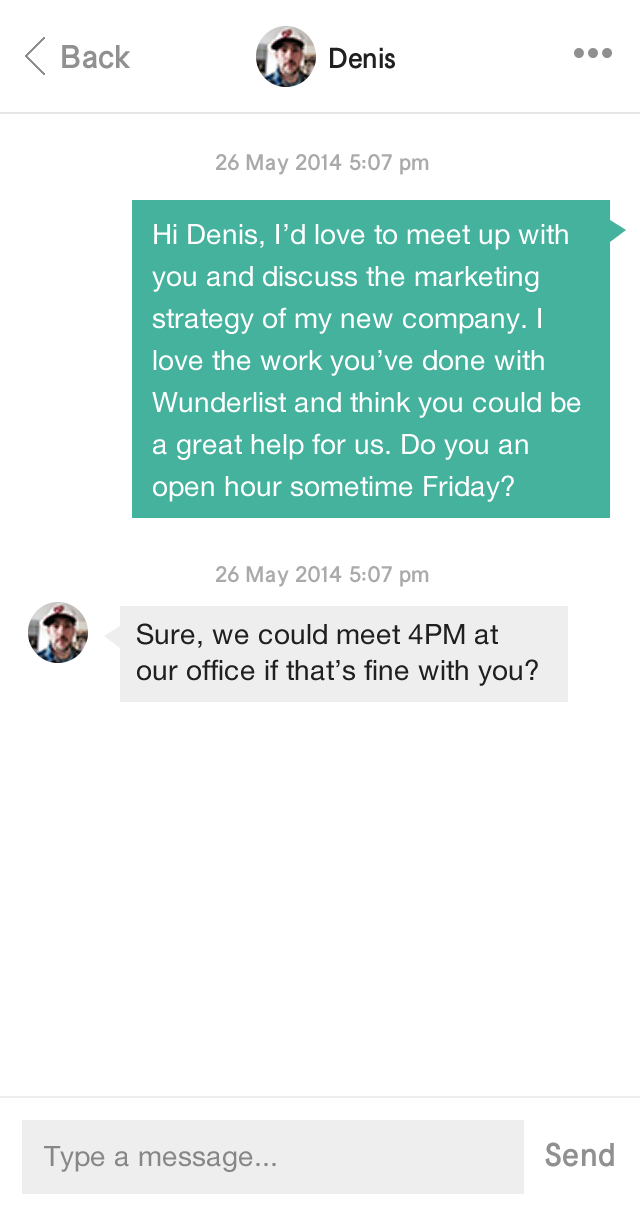 Back
Denis
26 May 2014 5:07 pm
Hi Denis, I’d love to meet up with
you and discuss the marketing
strategy of my new company. I
love the work you’ve done with
Wunderlist and think you could be
a great help for us. Do you an
open hour sometime Friday?
26 May 2014 5:07 pm
Sure, we could meet 4PM at
our office if that’s fine with you?
Type a message...
Send